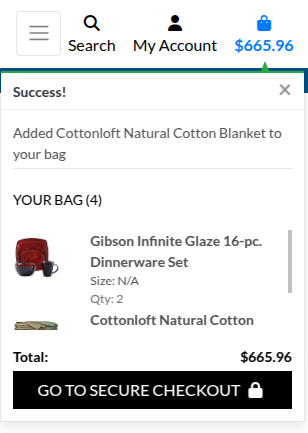 Search
My Account
$665.96
Success!
×
Added Cottonloft Natural Cotton Blanket to
your bag
YOUR BAG (4)
Gibson Infinite Glaze 16-pc.
Dinnerware Set
Size: N/A
Qty: 2
Cottonloft Natural Cotton
Total:
$665.96
GO TO SECURE CHECKOUT